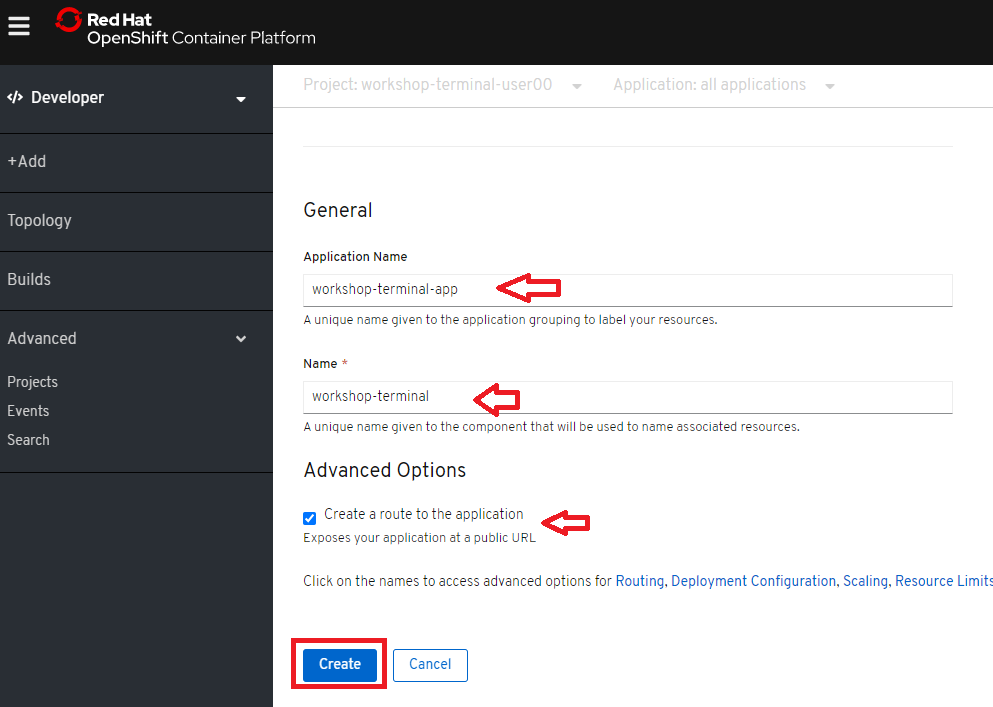 Red Hat
OpenShift Container Platform
</> Developer
+Add
Topology
Builds
Advanced
Projects
Events
Search
Project: workshop-terminal-user00
Application: all applications
General
Application Name
workshop-terminal-app
A unique name given to the application grouping to label your resources.
Name *
workshop-terminal
A unique name given to the component that will be used to name associated resources.
Advanced Options
Create a route to the application
Exposes your application at a public URL
Click on the names to access advanced options for Routing, Deployment Configuration, Scaling, Resource Limits
Create
Cancel